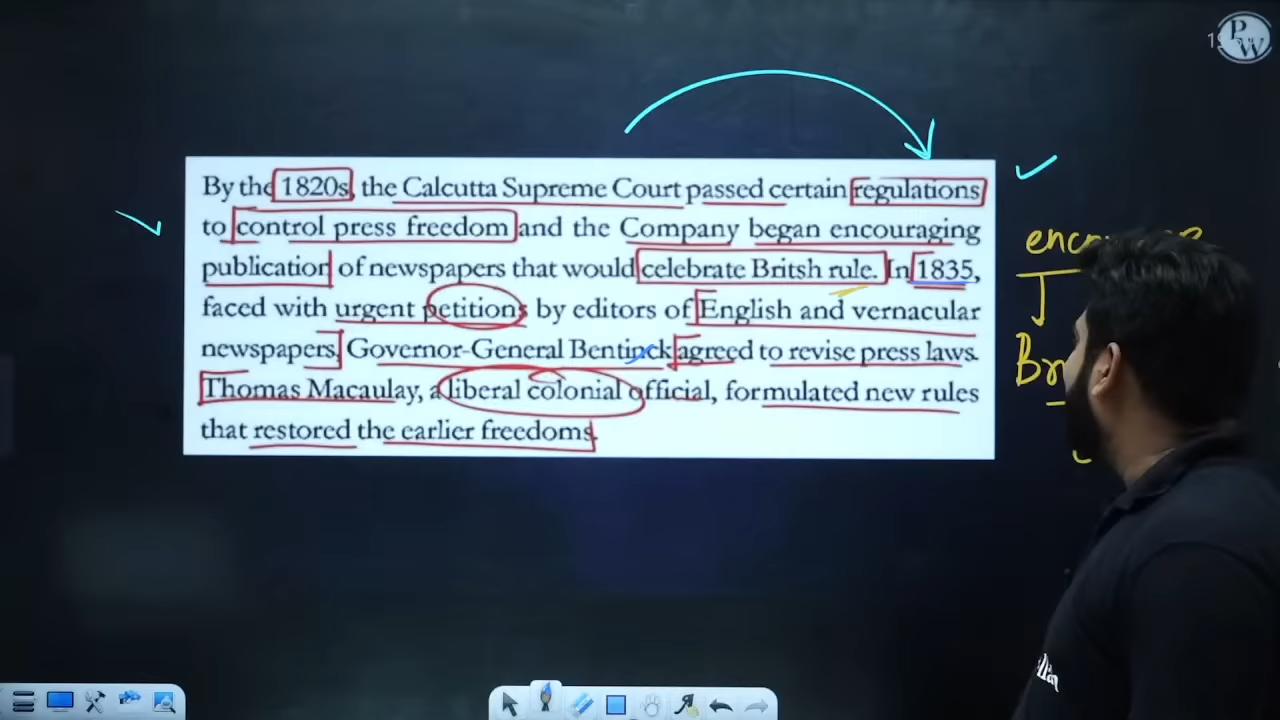 By the 1820s, the Calcutta Supreme Court passed certain regulations
to control press freedom and the Company began encouraging
publication of newspapers that would celebrate Britsh rule. In 1835,
faced with urgent petitions by editors of English and vernacular
newspapers, Governor-General Bentinck agreed to revise press laws.
Thomas Macaulay, a liberal colonial official, formulated new rules
that restored the earlier freedoms.
PW